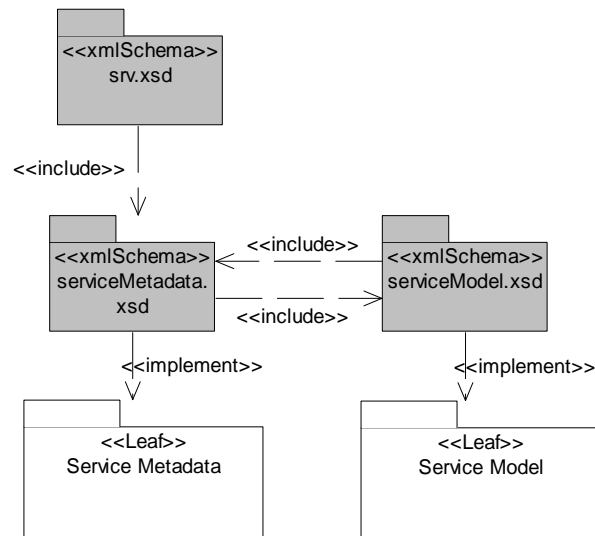 <<xmlSchema>>
srv.xsd
<<include>>
<<xmlSchema>>
serviceMetadata.
xsd
<<include>>
<<include>>
<<xmlSchema>>
serviceModel.xsd
<<implement>>
<<implement>>
<<Leaf>>
Service Metadata
<<Leaf>>
Service Model